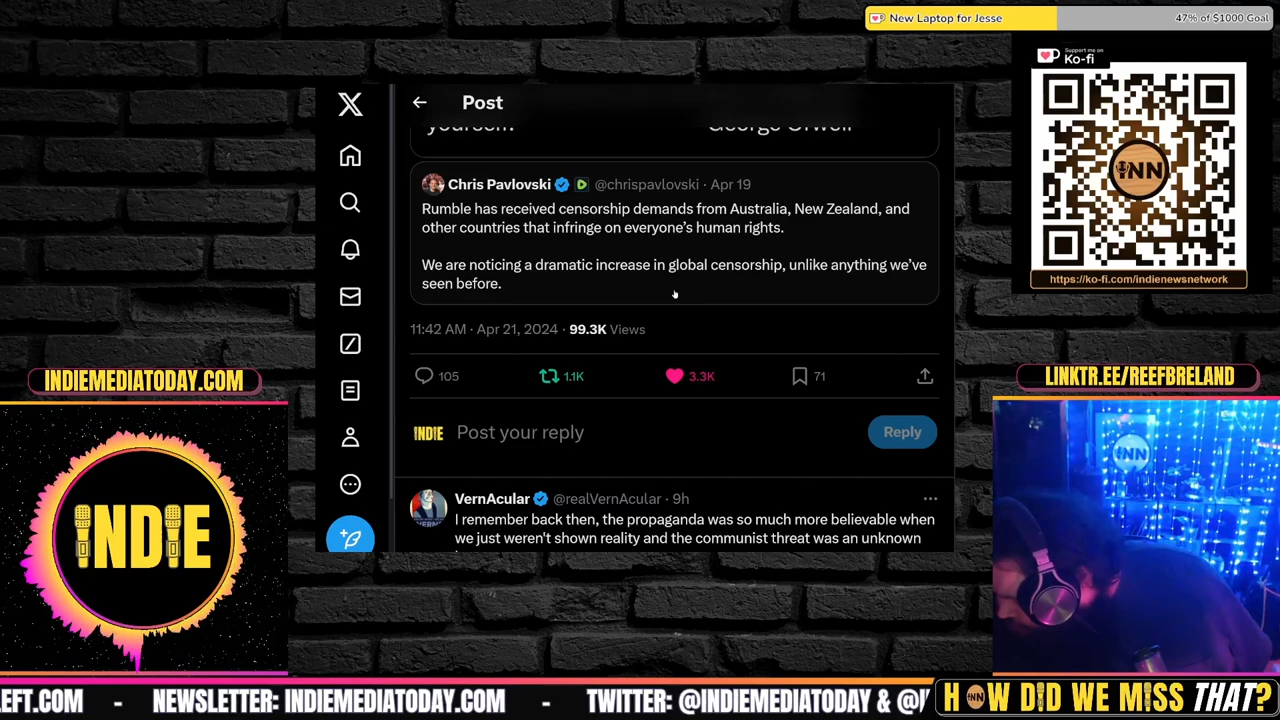 New Laptop for Jesse
47% of $1000 Goal
Support me on
Ko-fi
INN
https://ko-fi.com/indienewsnetwork
Post
yourself. George Orwell
Chris Pavlovski @chrispavlovski · Apr 19
Rumble has received censorship demands from Australia, New Zealand, and
other countries that infringe on everyone’s human rights.
We are noticing a dramatic increase in global censorship, unlike anything we’ve
seen before.
11:42 AM · Apr 21, 2024 · 99.3K Views
105 1.1K 3.3K 71
INDIE Post your reply Reply
VernAcular @realVernAcular · 9h
I remember back then, the propaganda was so much more believable when
we just weren't shown reality and the communist threat was an unknown
INDIEMEDIATODAY.COM
INDIE
LINKTR.EE/REEFBRELAND
INN
EFT.COM - NEWSLETTER: INDIEMEDIATODAY.COM - TWITTER: @INDIEMEDIATODAY & @
HOW DID WE MISS THAT?